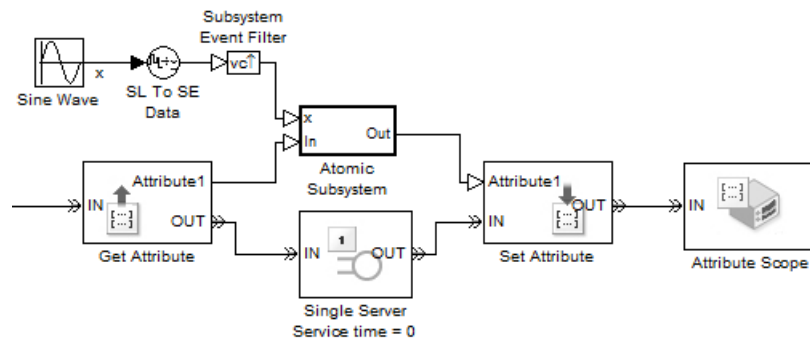 Subsystem
Event Filter
vc↑
x
Sine Wave
SL To SE
Data
x
In
Out
Atomic
Subsystem
Attribute1
IN
[...]
OUT
Get Attribute
Attribute1
IN
[...]
OUT
Set Attribute
[...]
IN
Attribute Scope
1
IN
OUT
Single Server
Service time = 0